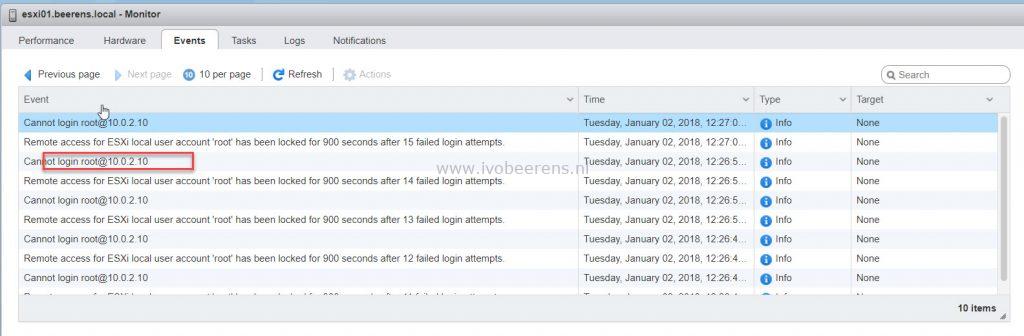 esxi01.beerens.local - Monitor
Performance Hardware Events Tasks Logs Notifications
Previous page Next page 10 10 per page Refresh Actions Search
Event Time Type Target
Cannot login root@10.0.2.10 Tuesday, January 02, 2018, 12:27:0... Info None
Remote access for ESXi local user account 'root' has been locked for 900 seconds after 15 failed login attempts. Tuesday, January 02, 2018, 12:27:0... Info None
Cannot login root@10.0.2.10 Tuesday, January 02, 2018, 12:26:5... Info None
www.ivobeerens.nl
Remote access for ESXi local user account 'root' has been locked for 900 seconds after 14 failed login attempts. Tuesday, January 02, 2018, 12:26:5... Info None
Cannot login root@10.0.2.10 Tuesday, January 02, 2018, 12:26:5... Info None
Remote access for ESXi local user account 'root' has been locked for 900 seconds after 13 failed login attempts. Tuesday, January 02, 2018, 12:26:5... Info None
Cannot login root@10.0.2.10 Tuesday, January 02, 2018, 12:26:4... Info None
Remote access for ESXi local user account 'root' has been locked for 900 seconds after 12 failed login attempts. Tuesday, January 02, 2018, 12:26:4... Info None
Cannot login root@10.0.2.10 Tuesday, January 02, 2018, 12:26:4... Info None
10 items